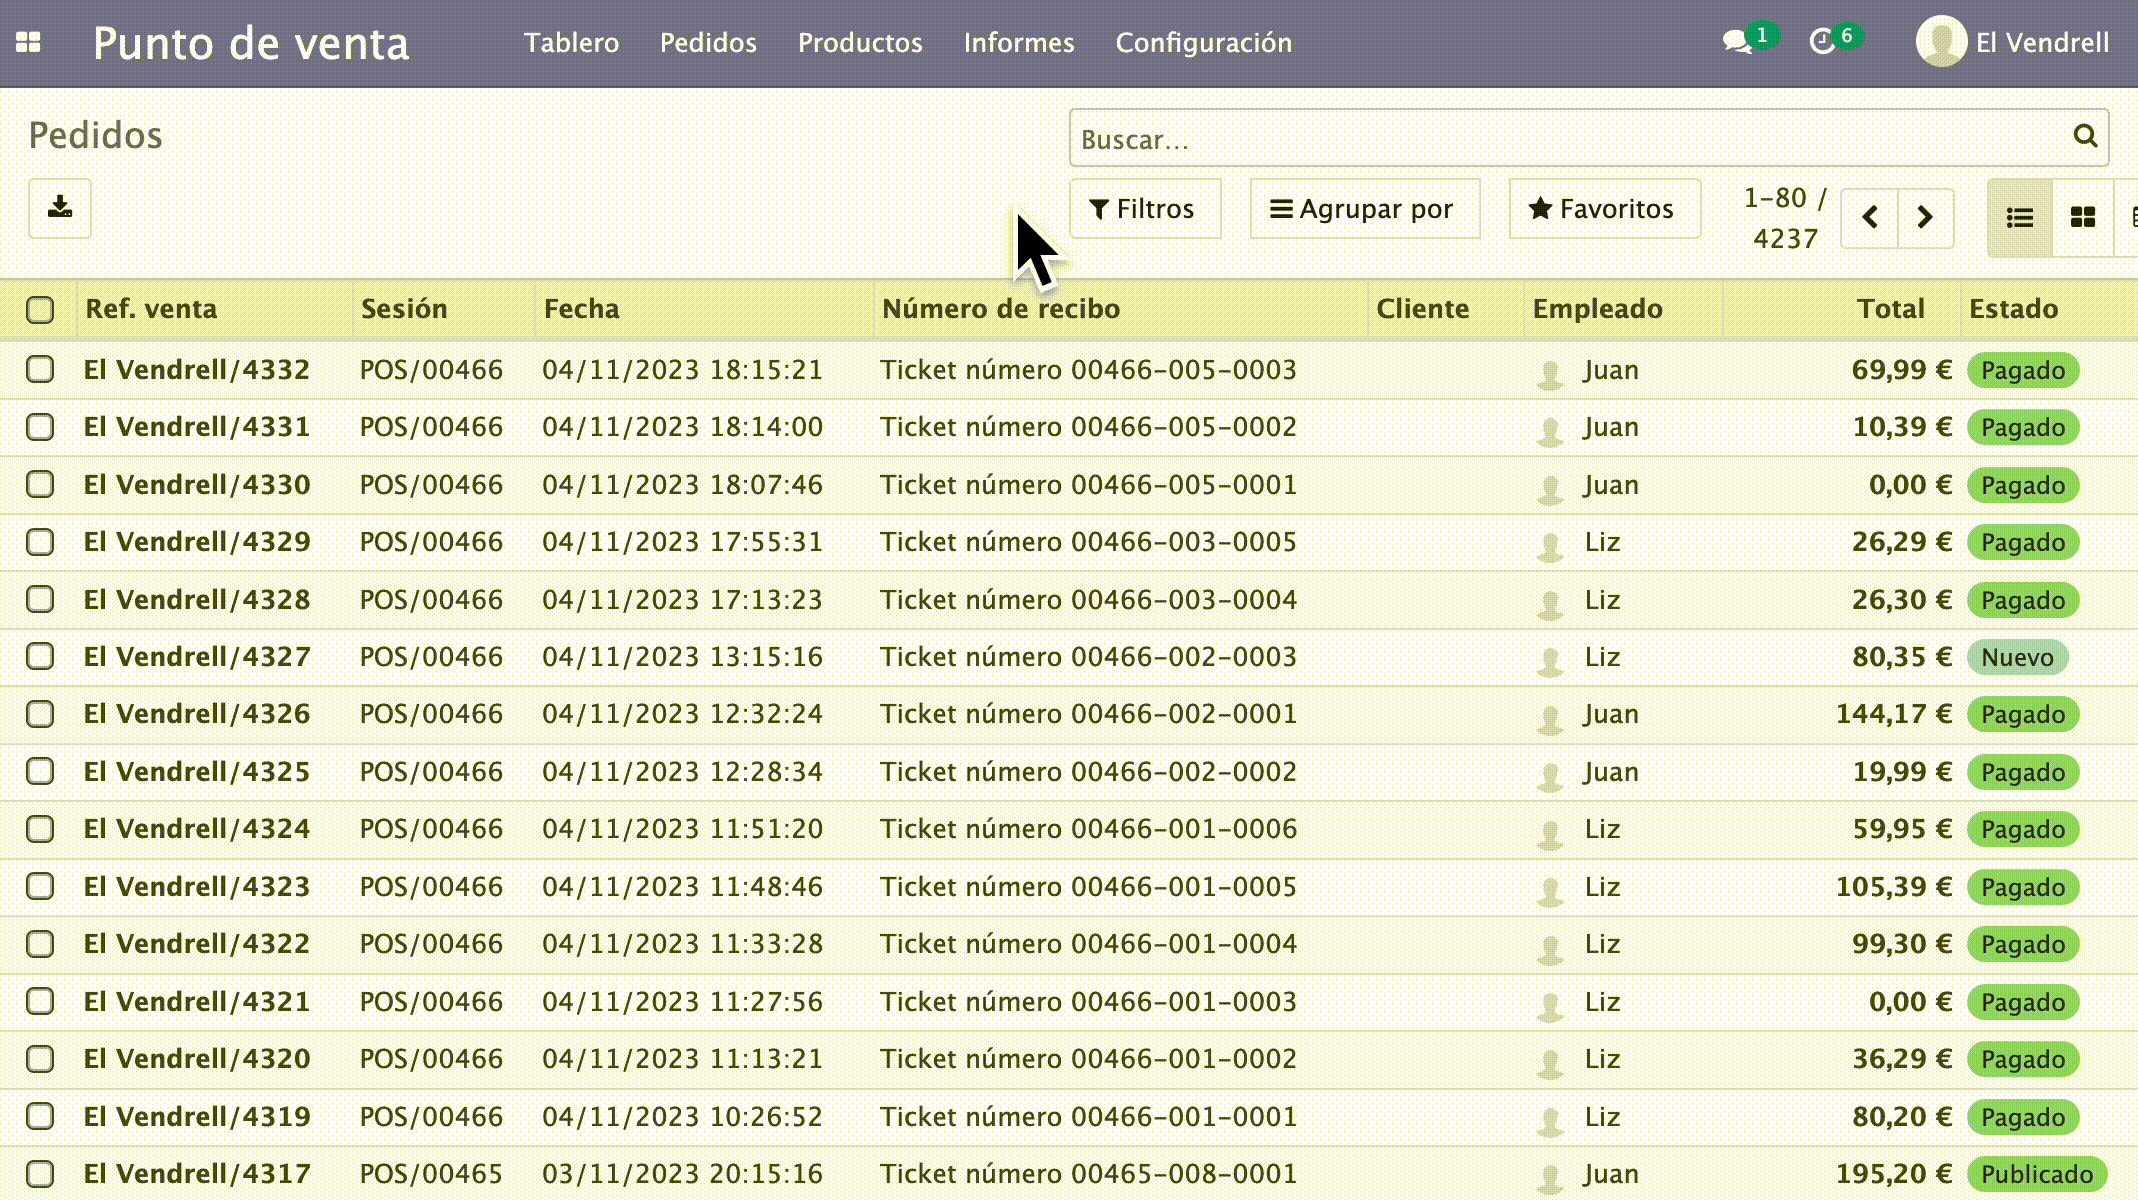 Punto de venta Tablero Pedidos Productos Informes Configuración 1 6 El Vendrell
Pedidos
Buscar...
Filtros Agrupar por Favoritos 1-80 /
4237
Ref. venta Sesión Fecha Número de recibo Cliente Empleado Total Estado
El Vendrell/4332 POS/00466 04/11/2023 18:15:21 Ticket número 00466-005-0003 Juan 69,99 € Pagado
El Vendrell/4331 POS/00466 04/11/2023 18:14:00 Ticket número 00466-005-0002 Juan 10,39 € Pagado
El Vendrell/4330 POS/00466 04/11/2023 18:07:46 Ticket número 00466-005-0001 Juan 0,00 € Pagado
El Vendrell/4329 POS/00466 04/11/2023 17:55:31 Ticket número 00466-003-0005 Liz 26,29 € Pagado
El Vendrell/4328 POS/00466 04/11/2023 17:13:23 Ticket número 00466-003-0004 Liz 26,30 € Pagado
El Vendrell/4327 POS/00466 04/11/2023 13:15:16 Ticket número 00466-002-0003 Liz 80,35 € Nuevo
El Vendrell/4326 POS/00466 04/11/2023 12:32:24 Ticket número 00466-002-0001 Juan 144,17 € Pagado
El Vendrell/4325 POS/00466 04/11/2023 12:28:34 Ticket número 00466-002-0002 Juan 19,99 € Pagado
El Vendrell/4324 POS/00466 04/11/2023 11:51:20 Ticket número 00466-001-0006 Liz 59,95 € Pagado
El Vendrell/4323 POS/00466 04/11/2023 11:48:46 Ticket número 00466-001-0005 Liz 105,39 € Pagado
El Vendrell/4322 POS/00466 04/11/2023 11:33:28 Ticket número 00466-001-0004 Liz 99,30 € Pagado
El Vendrell/4321 POS/00466 04/11/2023 11:27:56 Ticket número 00466-001-0003 Liz 0,00 € Pagado
El Vendrell/4320 POS/00466 04/11/2023 11:13:21 Ticket número 00466-001-0002 Liz 36,29 € Pagado
El Vendrell/4319 POS/00466 04/11/2023 10:26:52 Ticket número 00466-001-0001 Liz 80,20 € Pagado
El Vendrell/4317 POS/00465 03/11/2023 20:15:16 Ticket número 00465-008-0001 Juan 195,20 € Publicado